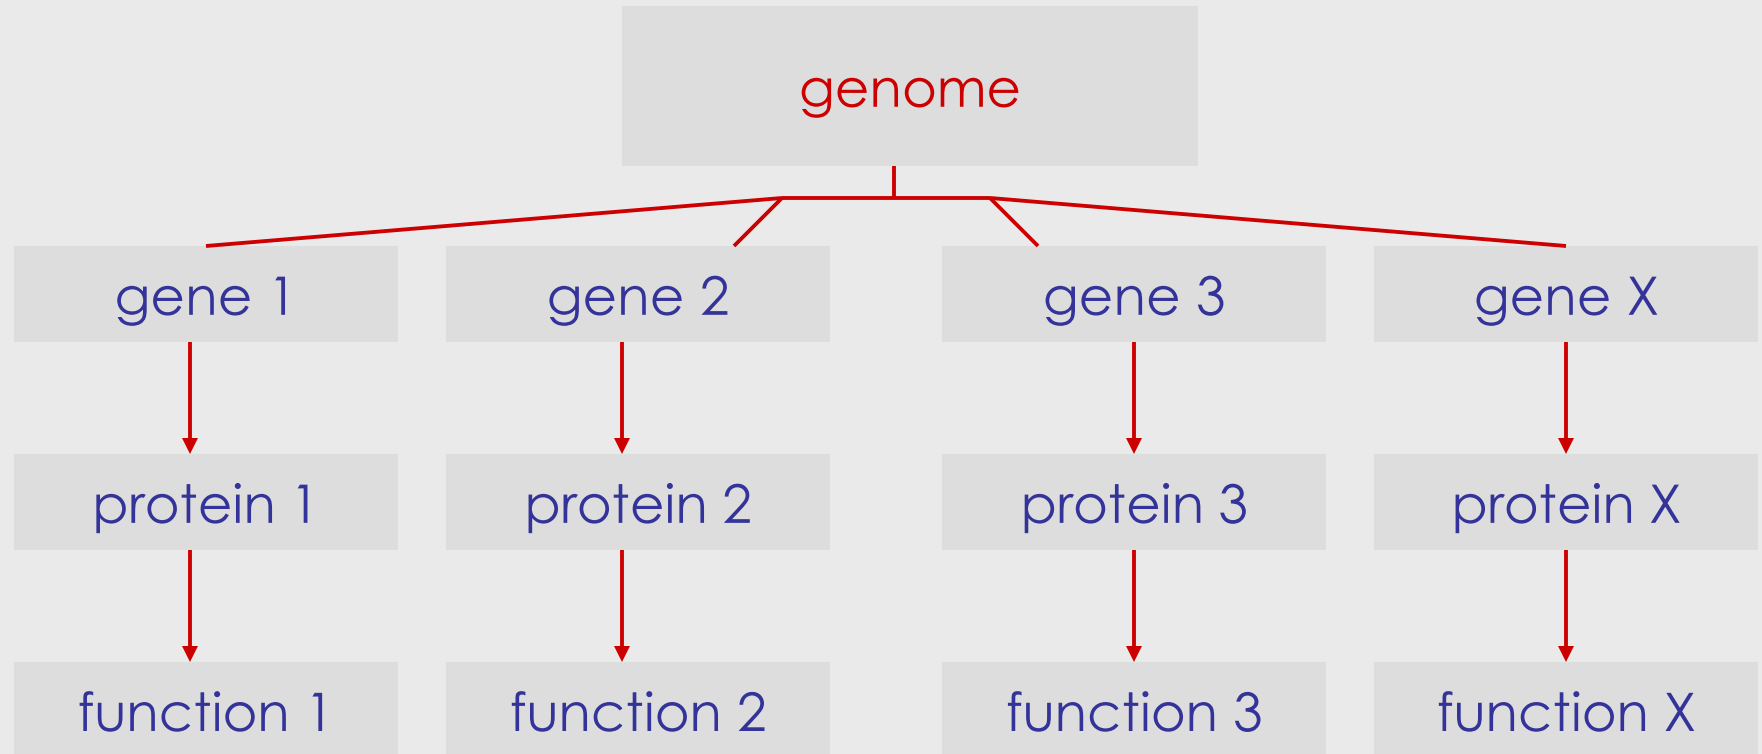 genome
gene 1
gene 2
gene 3
gene X
protein 1
protein 2
protein 3
protein X
function 1
function 2
function 3
function X